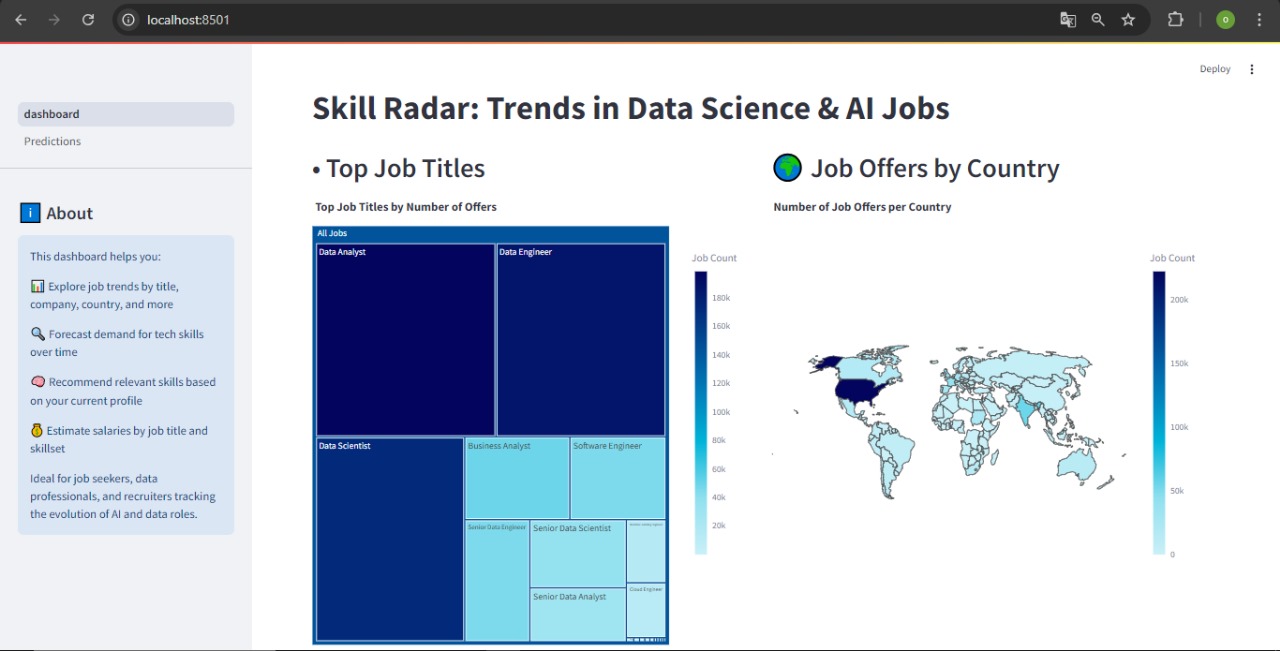 localhost:8501
Deploy
dashboard
Predictions
About
This dashboard helps you:
Explore job trends by title,
company, country, and more
Forecast demand for tech skills
over time
Recommend relevant skills based
on your current profile
Estimate salaries by job title and
skillset
Ideal for job seekers, data
professionals, and recruiters tracking
the evolution of AI and data roles.
Skill Radar: Trends in Data Science & AI Jobs
• Top Job Titles
Top Job Titles by Number of Offers
All Jobs
Data Analyst
Data Engineer
Data Scientist
Business Analyst
Software Engineer
Senior Data Engineer
Senior Data Scientist
Senior Data Analyst
Cloud Engineer
Job Count
180k
160k
140k
120k
100k
80k
60k
40k
20k
Job Offers by Country
Number of Job Offers per Country
Job Count
200k
150k
100k
50k
0